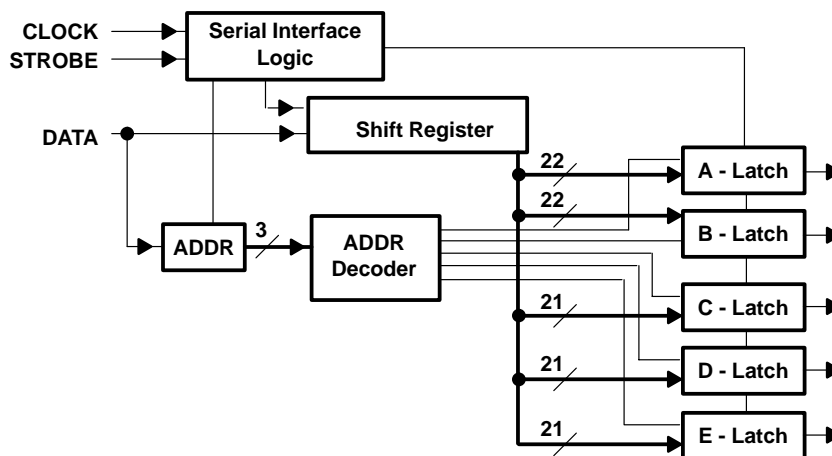 CLOCK
STROBE
Serial Interface
Logic
DATA
Shift Register
22
A - Latch
22
B - Latch
ADDR
3
ADDR
Decoder
21
C - Latch
21
D - Latch
21
E - Latch